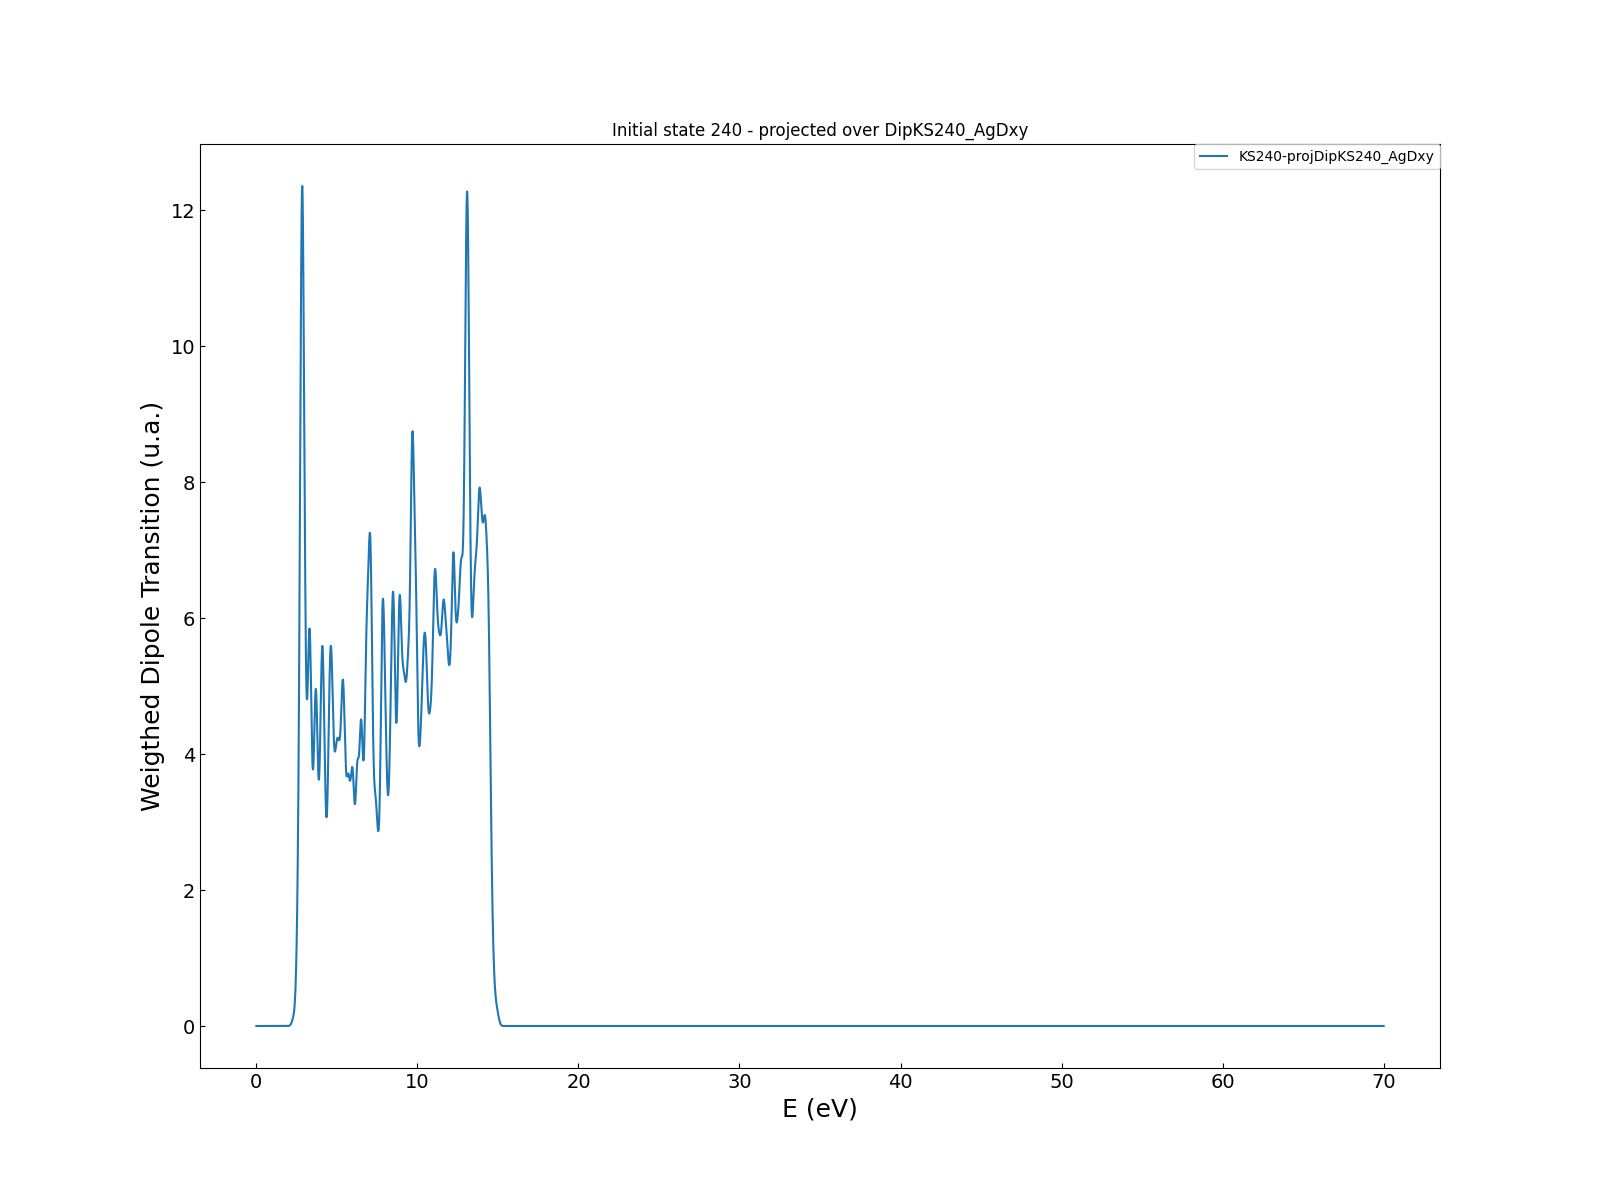 Initial state 240 - projected over DipKS240_AgDxy
KS240-projDipKS240_AgDxy
Weigthed Dipole Transition (u.a.)
12
10
8
6
4
2
0
0 10 20 30 40 50 60 70
E (eV)